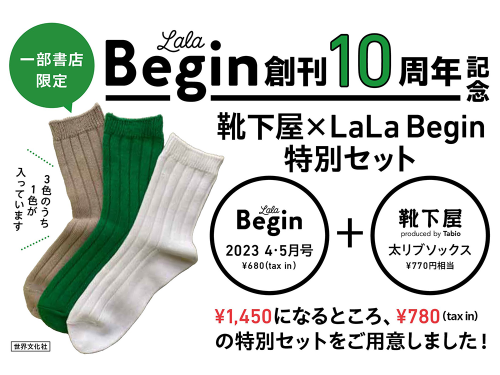 一部書店
限定
LaLa
Begin創刊10周年記念
靴下屋×LaLa Begin
特別セット
3色のうち
1色が
入っています
LaLa
Begin
2023 4・5月号
¥680(tax in)
+
靴下屋
produced by Tabio
太リブソックス
¥770円相当
¥1,450になるところ、¥780(tax in)
の特別セットをご用意しました!
世界文化社